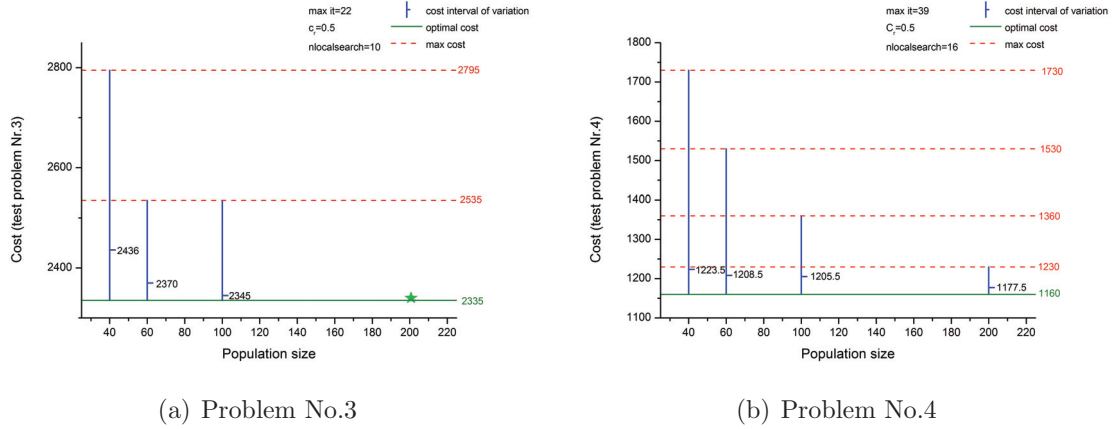 max it=22
cr=0.5
nlocalsearch=10
cost interval of variation
optimal cost
max cost
Cost (test problem Nr.3)
2800
2600
2400
2795
2535
2335
2436
2370
2345
40 60 80 100 120 140 160 180 200 220
Population size
(a) Problem No.3
max it=39
Cr=0.5
nlocalsearch=16
cost interval of variation
optimal cost
max cost
Cost (test problem Nr.4)
1800
1700
1600
1500
1400
1300
1200
1100
1730
1530
1360
1230
1160
1223.5
1208.5
1205.5
1177.5
40 60 80 100 120 140 160 180 200 220
Population size
(b) Problem No.4